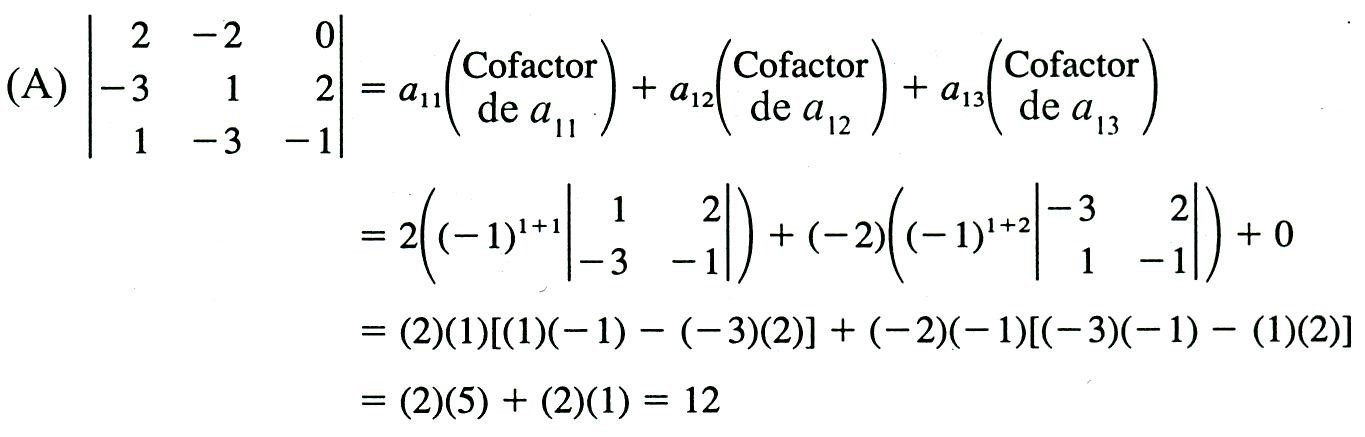 (A) | 2 −2 0 |
| −3 1 2 | = a₁₁(Cofactor de a₁₁) + a₁₂(Cofactor de a₁₂) + a₁₃(Cofactor de a₁₃)
| 1 −3 −1 |
= 2((−1)¹⁺¹ | 1 2 ; −3 −1 |) + (−2)((−1)¹⁺² | −3 2 ; 1 −1 |) + 0
= (2)(1)[(1)(−1) − (−3)(2)] + (−2)(−1)[(−3)(−1) − (1)(2)]
= (2)(5) + (2)(1) = 12